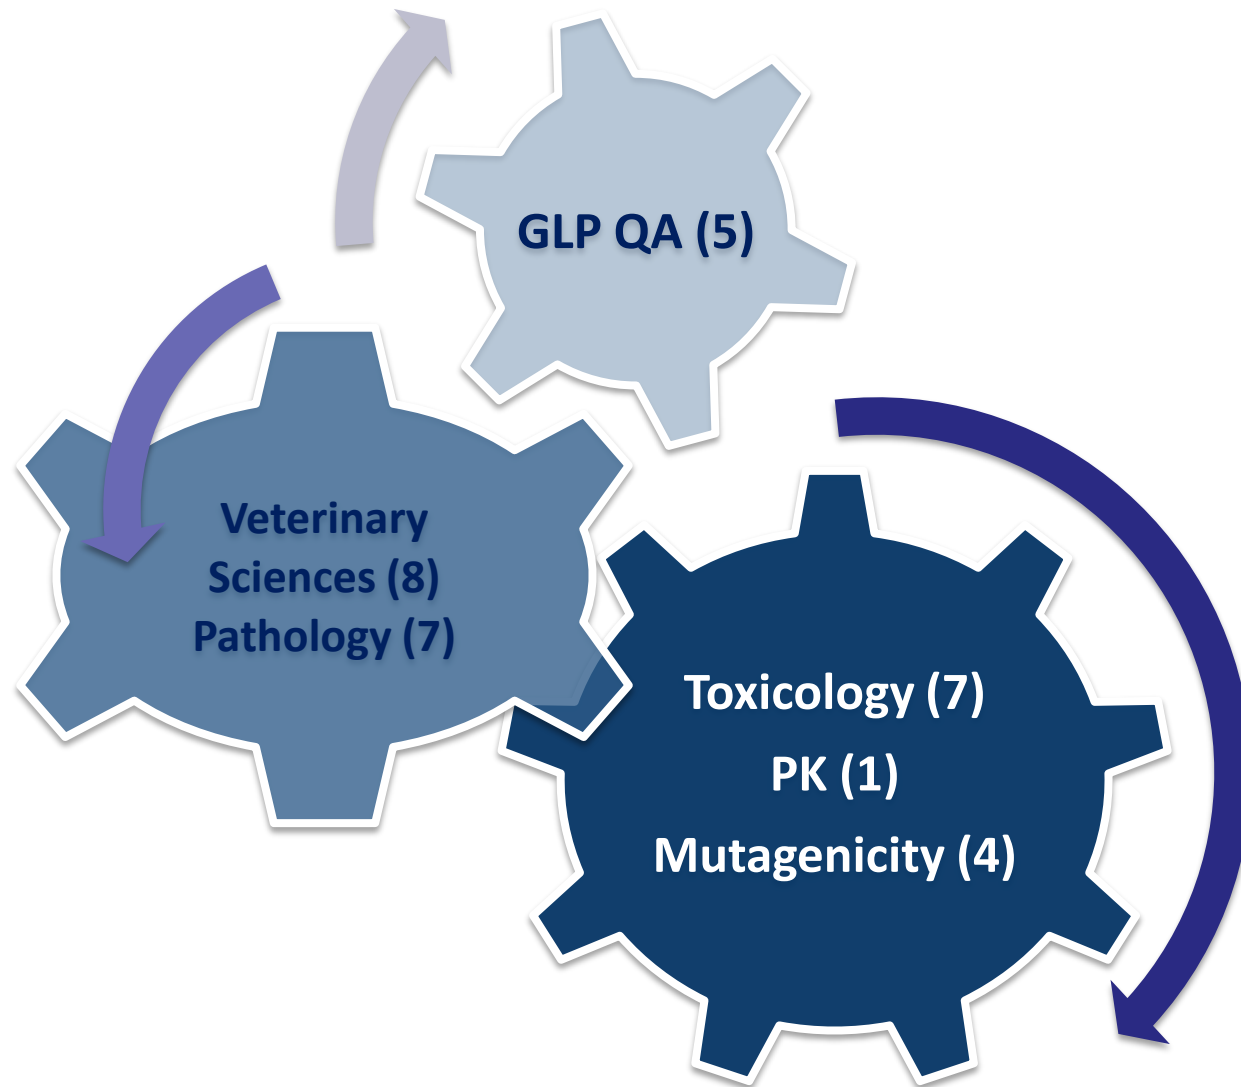 GLP QA (5)
Veterinary
Sciences (8)
Pathology (7)
Toxicology (7)
PK (1)
Mutagenicity (4)